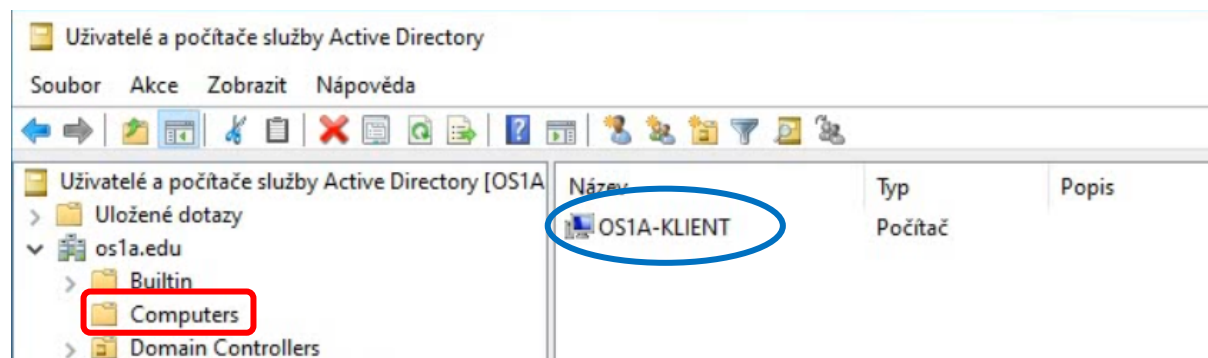 Uživatelé a počítače služby Active Directory
Soubor Akce Zobrazit Nápověda
Uživatelé a počítače služby Active Directory [OS1A
Uložené dotazy
os1a.edu
Builtin
Computers
Domain Controllers
Název Typ Popis
OS1A-KLIENT Počítač